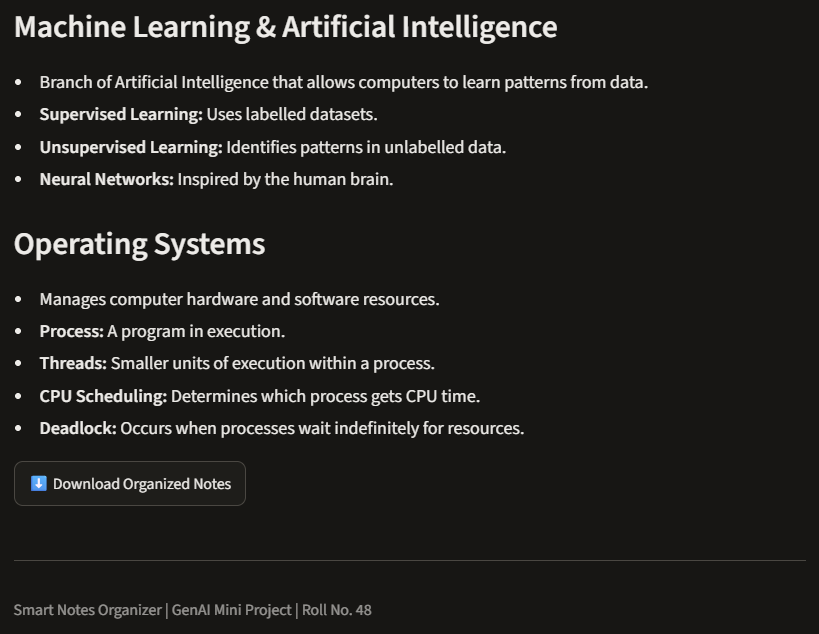 Machine Learning & Artificial Intelligence
Branch of Artificial Intelligence that allows computers to learn patterns from data.
Supervised Learning: Uses labelled datasets.
Unsupervised Learning: Identifies patterns in unlabelled data.
Neural Networks: Inspired by the human brain.
Operating Systems
Manages computer hardware and software resources.
Process: A program in execution.
Threads: Smaller units of execution within a process.
CPU Scheduling: Determines which process gets CPU time.
Deadlock: Occurs when processes wait indefinitely for resources.
Download Organized Notes
Smart Notes Organizer | GenAI Mini Project | Roll No. 48